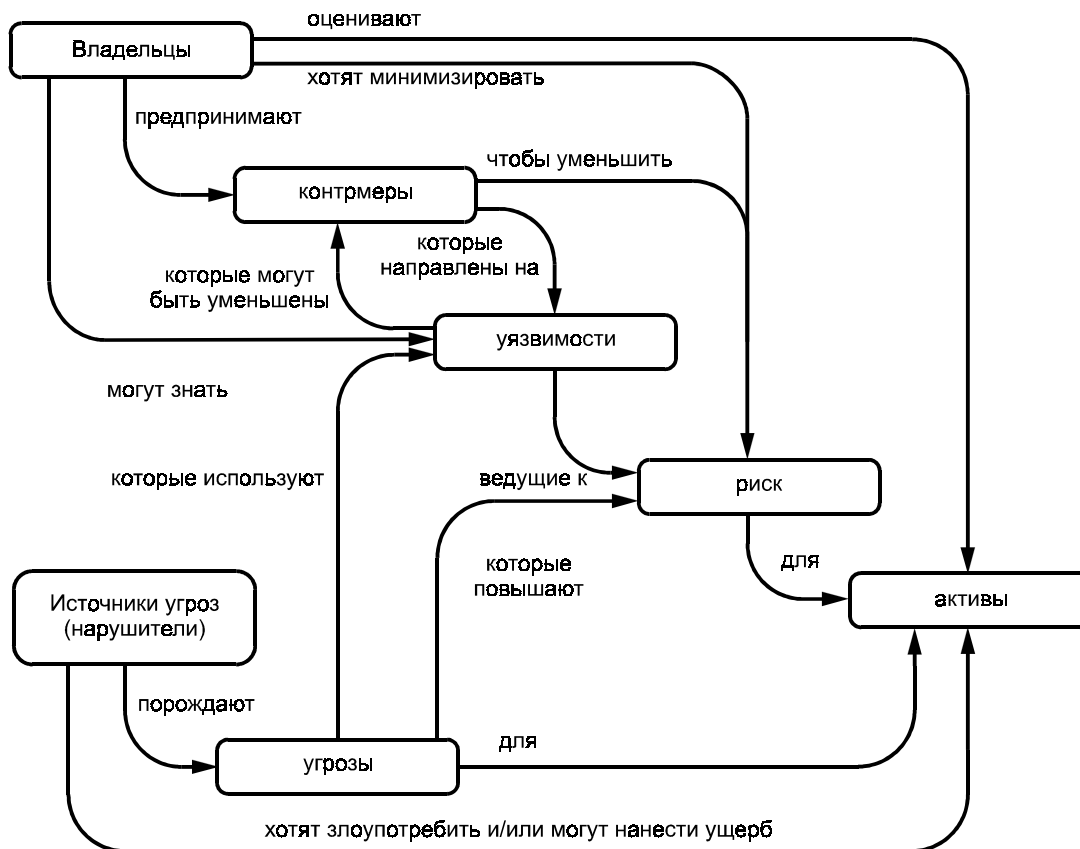 оценивают
Владельцы
хотят минимизировать
предпринимают
чтобы уменьшить
контрмеры
которые
направлены на
которые могут
быть уменьшены
уязвимости
могут знать
которые используют
ведущие к
риск
которые
повышают
для
Источники угроз
(нарушители)
активы
порождают
для
угрозы
хотят злоупотребить и/или могут нанести ущерб